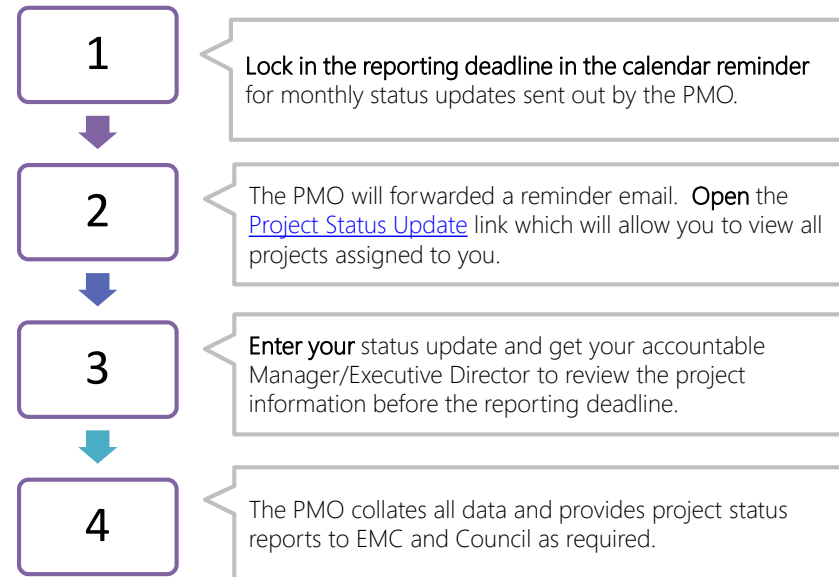 1
Lock in the reporting deadline in the calendar reminder
for monthly status updates sent out by the PMO.
2
The PMO will forwarded a reminder email. Open the
Project Status Update link which will allow you to view all
projects assigned to you.
3
Enter your status update and get your accountable
Manager/Executive Director to review the project
information before the reporting deadline.
4
The PMO collates all data and provides project status
reports to EMC and Council as required.